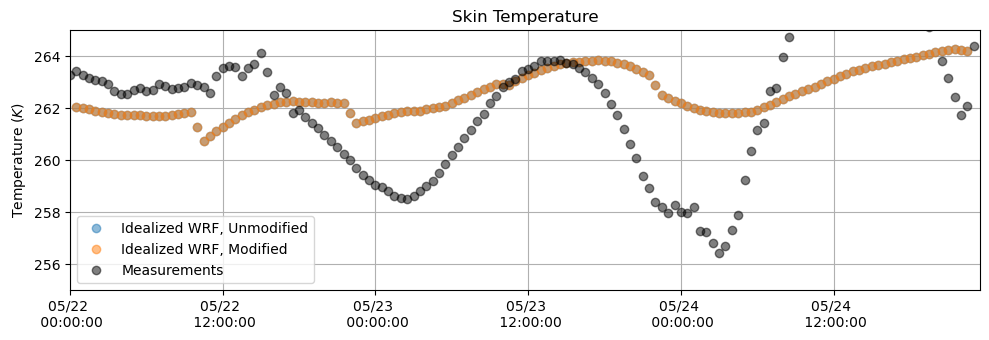 Skin Temperature
Temperature (K)
264
262
260
258
256
Idealized WRF, Unmodified
Idealized WRF, Modified
Measurements
05/22 05/22 05/23 05/23 05/24 05/24
00:00:00 12:00:00 00:00:00 12:00:00 00:00:00 12:00:00